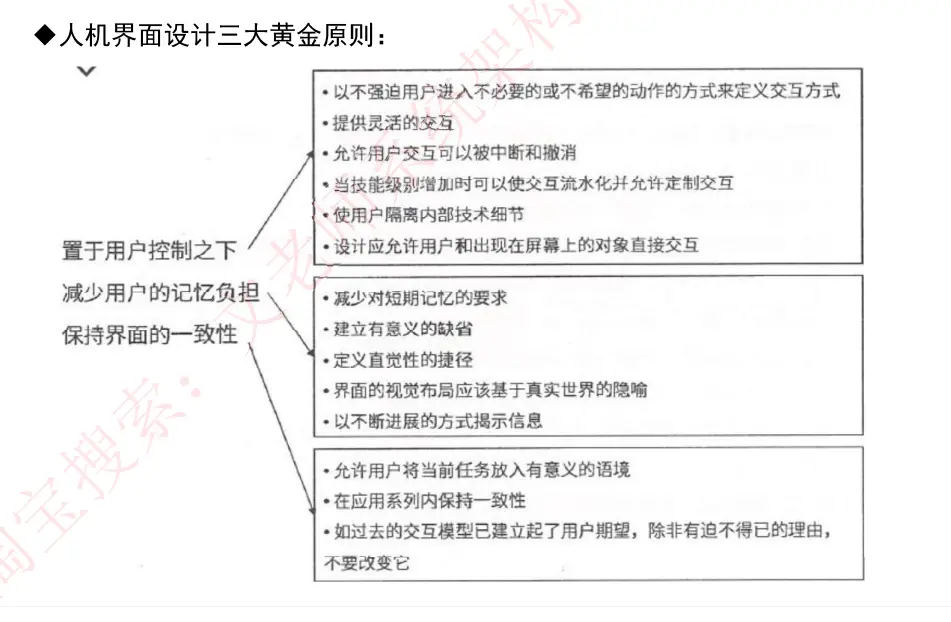 ◆人机界面设计三大黄金原则：
• 以不强迫用户进入不必要的或不希望的动作的方式来定义交互方式
• 提供灵活的交互
• 允许用户交互可以被中断和撤消
• 当技能级别增加时可以使交互流水化并允许定制交互
• 使用户隔离内部技术细节
• 设计应允许用户和出现在屏幕上的对象直接交互
置于用户控制之下
减少用户的记忆负担
保持界面的一致性
• 减少对短期记忆的要求
• 建立有意义的缺省
• 定义直觉性的捷径
• 界面的视觉布局应该基于真实世界的隐喻
• 以不断进展的方式揭示信息
• 允许用户将当前任务放入有意义的语境
• 在应用系列内保持一致性
• 如过去的交互模型已建立起了用户期望，除非有迫不得已的理由，
不要改变它
淘宝搜索：文老师系统架构